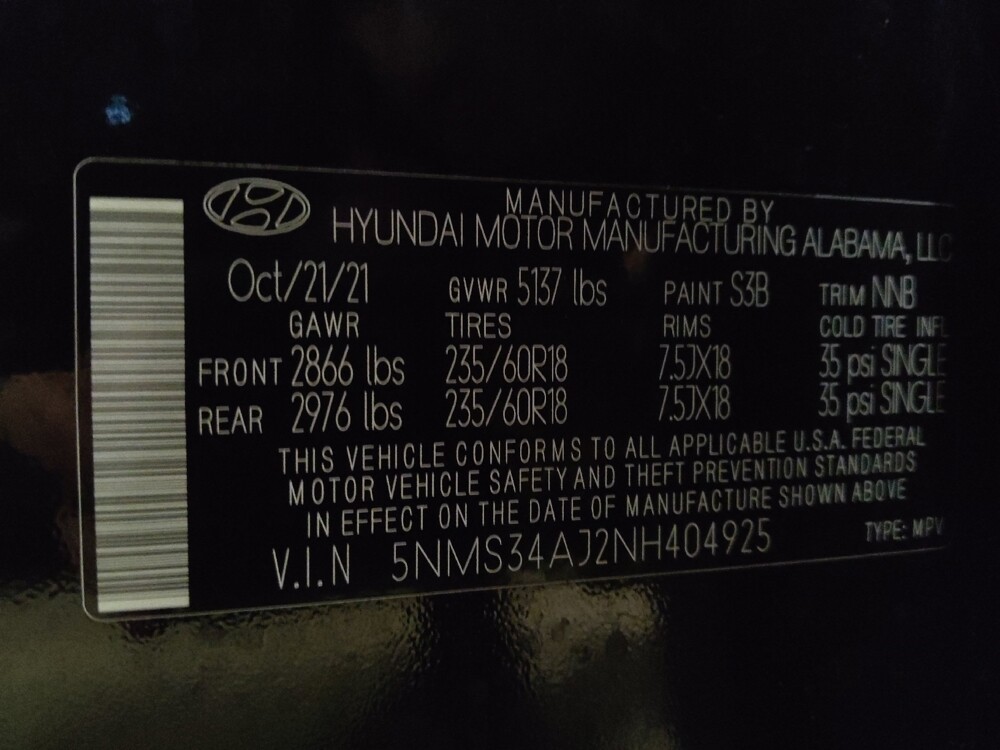 MANUFACTURED BY
HYUNDAI MOTOR MANUFACTURING ALABAMA, LLC
Oct/21/21 GVWR 5137 lbs PAINT S3B TRIM NNB
GAWR TIRES RIMS COLD TIRE INFL
FRONT 2866 lbs 235/60R18 7.5JX18 35 psi SINGLE
REAR 2976 lbs 235/60R18 7.5JX18 35 psi SINGLE
THIS VEHICLE CONFORMS TO ALL APPLICABLE U.S.A. FEDERAL
MOTOR VEHICLE SAFETY AND THEFT PREVENTION STANDARDS
IN EFFECT ON THE DATE OF MANUFACTURE SHOWN ABOVE
V.I.N 5NMS34AJ2NH404925 TYPE: MPV